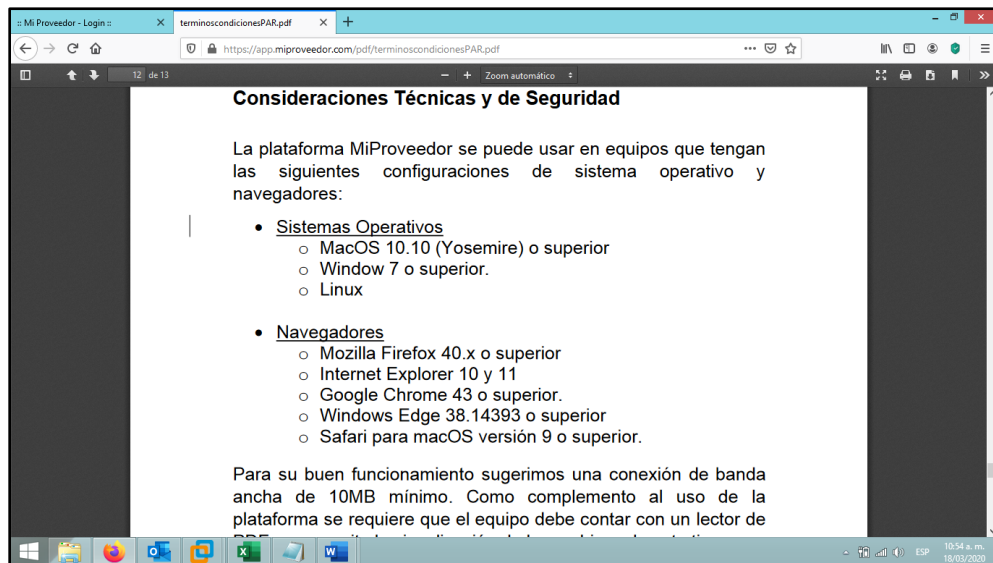 :: Mi Proveedor - Login ::
terminoscondicionesPAR.pdf
https://app.miproveedor.com/pdf/terminoscondicionesPAR.pdf
12 de 13
Zoom automático
Consideraciones Técnicas y de Seguridad
La plataforma MiProveedor se puede usar en equipos que tengan
las siguientes configuraciones de sistema operativo y
navegadores:
• Sistemas Operativos
o MacOS 10.10 (Yosemire) o superior
o Window 7 o superior.
o Linux
• Navegadores
o Mozilla Firefox 40.x o superior
o Internet Explorer 10 y 11
o Google Chrome 43 o superior.
o Windows Edge 38.14393 o superior
o Safari para macOS versión 9 o superior.
Para su buen funcionamiento sugerimos una conexión de banda
ancha de 10MB mínimo. Como complemento al uso de la
plataforma se requiere que el equipo debe contar con un lector de
ESP
10:54 a. m.
18/03/2020